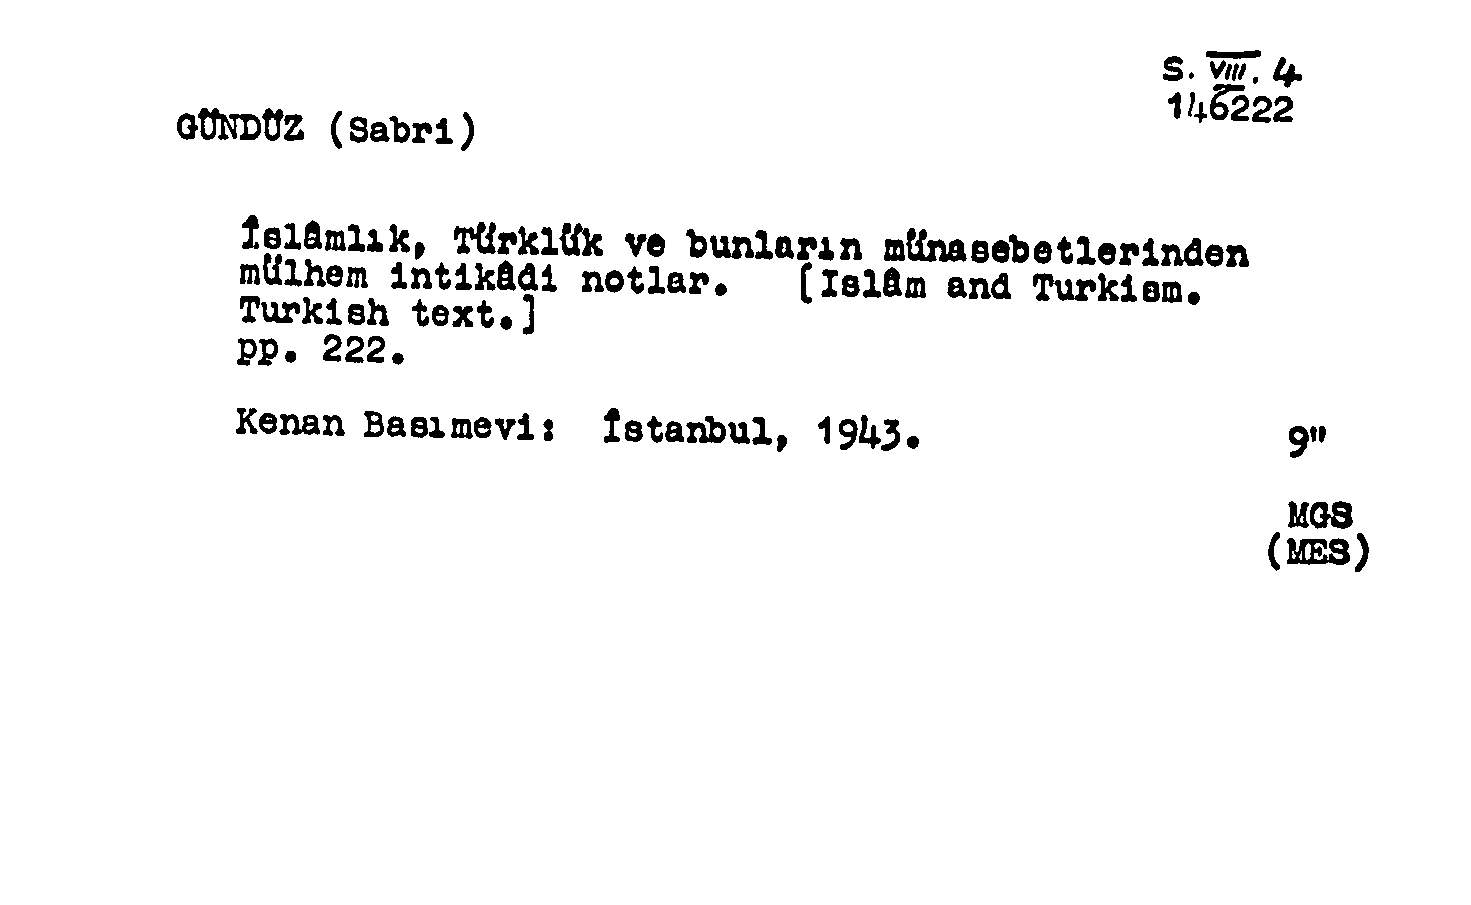 S. VIII. 4
146222
GÜNDÜZ (Sabri)
İslâmlık, Türklük ve bunların münasebetlerinden
mülhem intikâdi notlar. [Islâm and Turkism.
Turkish text.]
pp. 222.
Kenan Basımevi: İstanbul, 1943.
9"
MGS
(MES)